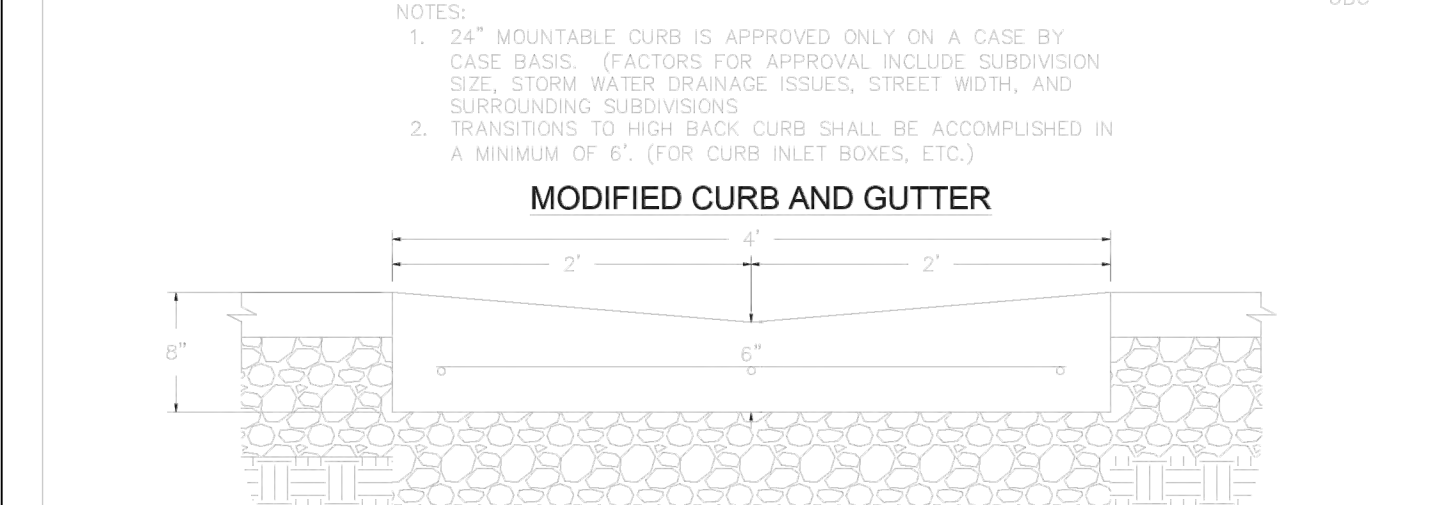 NOTES:
1. 24" MOUNTABLE CURB IS APPROVED ONLY ON A CASE BY
CASE BASIS. (FACTORS FOR APPROVAL INCLUDE SUBDIVISION
SIZE, STORM WATER DRAINAGE ISSUES, STREET WIDTH, AND
SURROUNDING SUBDIVISIONS
2. TRANSITIONS TO HIGH BACK CURB SHALL BE ACCOMPLISHED IN
A MINIMUM OF 6'. (FOR CURB INLET BOXES, ETC.)
MODIFIED CURB AND GUTTER
4'
2' 2'
8"
6"